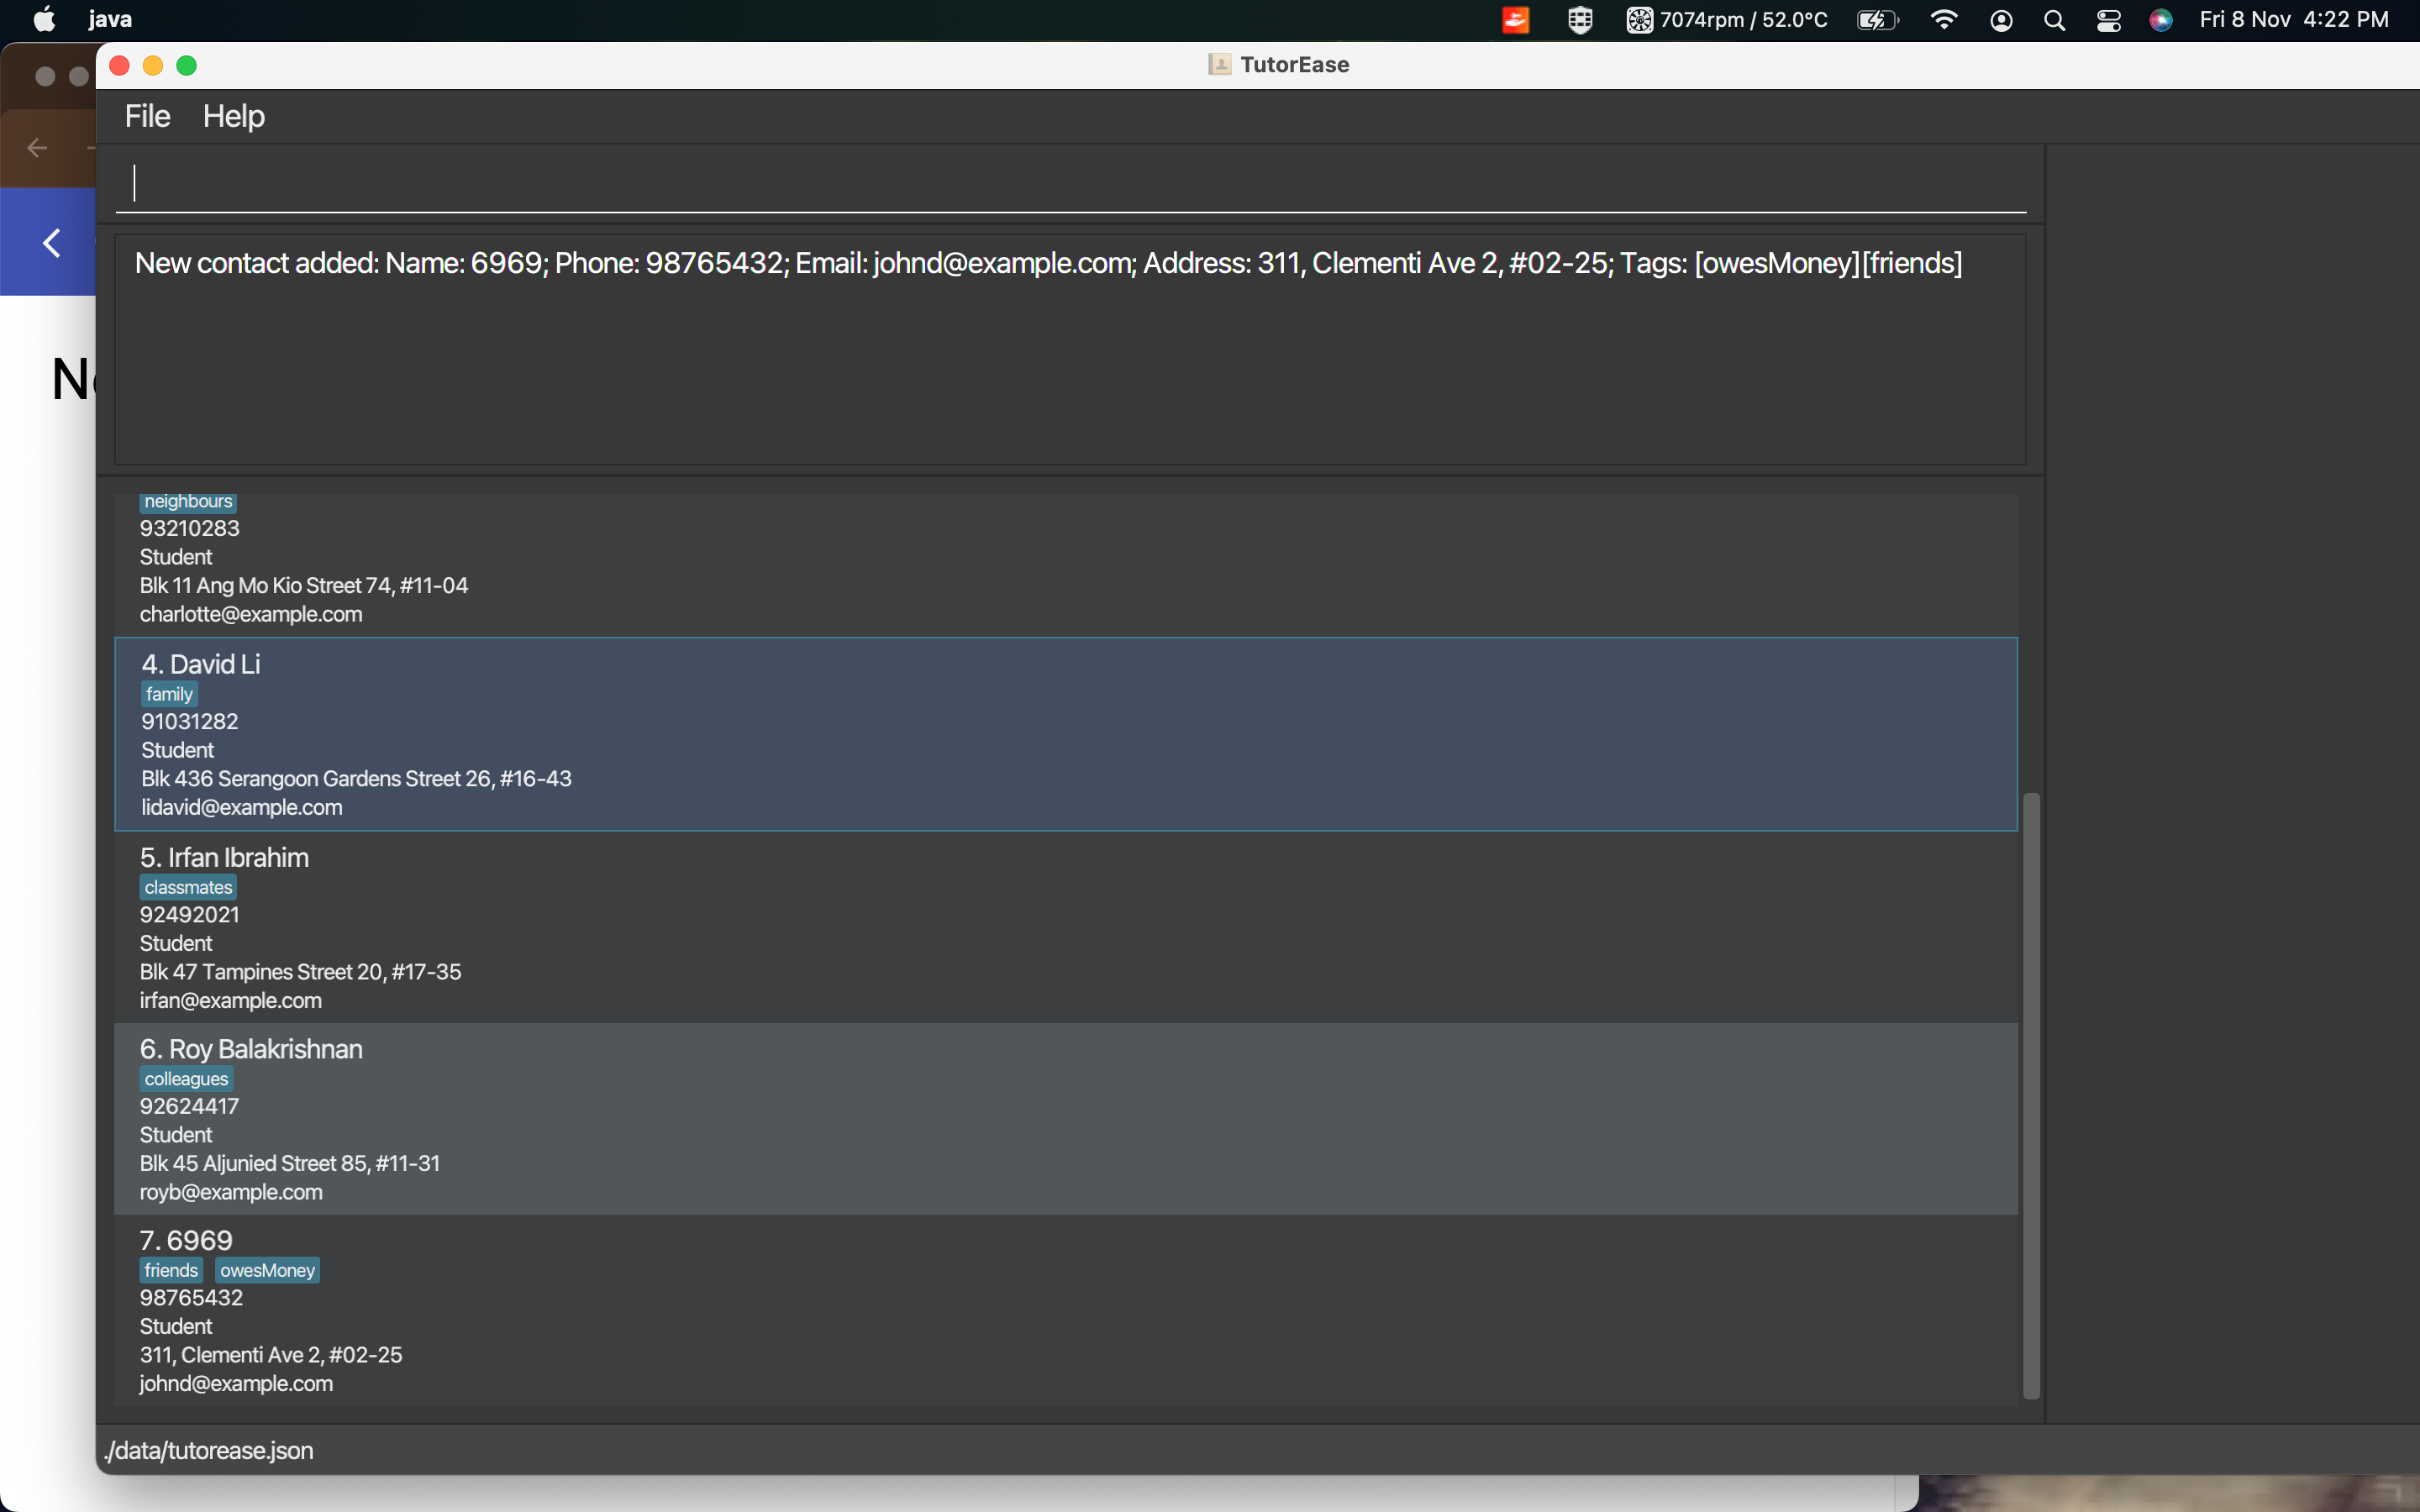 java
7074rpm / 52.0°C
Fri 8 Nov 4:22 PM
TutorEase
File Help
New contact added: Name: 6969; Phone: 98765432; Email: johnd@example.com; Address: 311, Clementi Ave 2, #02-25; Tags: [owesMoney][friends]
neighbours
93210283
Student
Blk 11 Ang Mo Kio Street 74, #11-04
charlotte@example.com
4. David Li
family
91031282
Student
Blk 436 Serangoon Gardens Street 26, #16-43
lidavid@example.com
5. Irfan Ibrahim
classmates
92492021
Student
Blk 47 Tampines Street 20, #17-35
irfan@example.com
6. Roy Balakrishnan
colleagues
92624417
Student
Blk 45 Aljunied Street 85, #11-31
royb@example.com
7. 6969
friends owesMoney
98765432
Student
311, Clementi Ave 2, #02-25
johnd@example.com
./data/tutorease.json